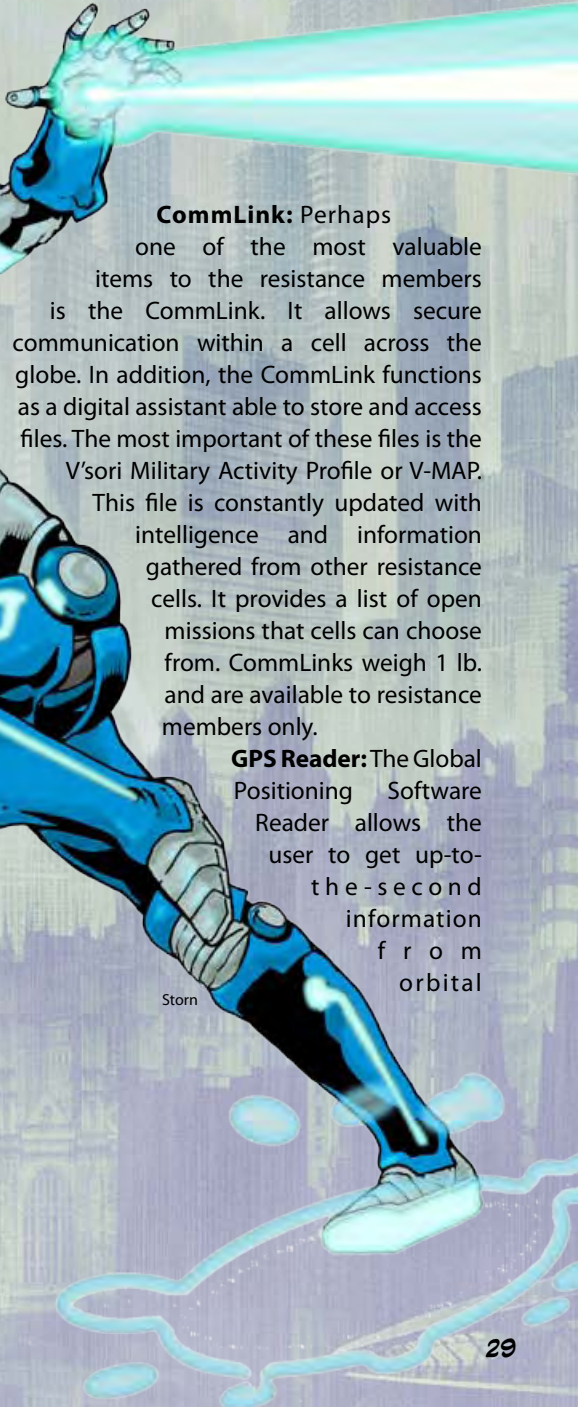 CommLink: Perhaps
one of the most valuable
items to the resistance members
is the CommLink. It allows secure
communication within a cell across the
globe. In addition, the CommLink functions
as a digital assistant able to store and access
files. The most important of these files is the
V'sori Military Activity Profile or V-MAP.
This file is constantly updated with
intelligence and information
gathered from other resistance
cells. It provides a list of open
missions that cells can choose
from. CommLinks weigh 1 lb.
and are available to resistance
members only.
GPS Reader: The Global
Positioning Software
Reader allows the
user to get up-to-
the-second
information
from
orbital
Storn
29